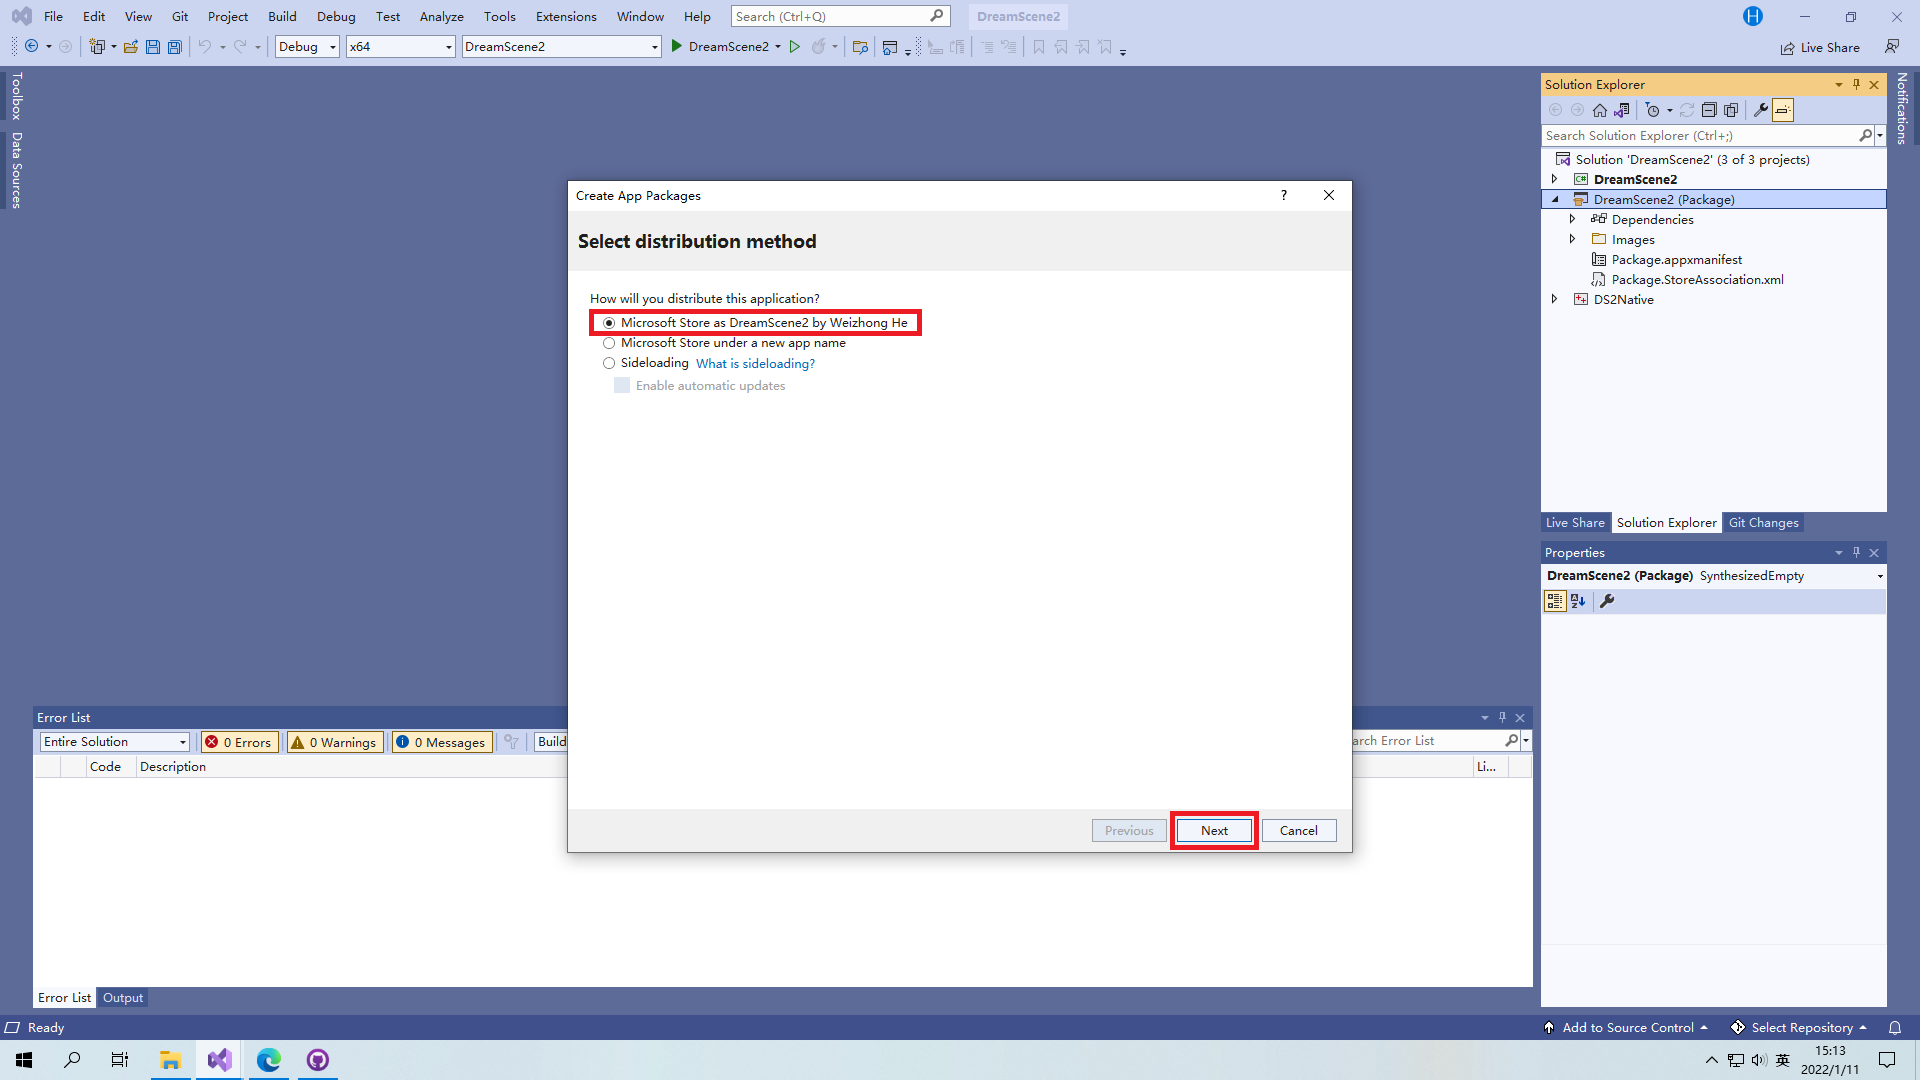 File Edit View Git Project Build Debug Test Analyze Tools Extensions Window Help Search (Ctrl+Q) DreamScene2 H
Debug x64 DreamScene2 DreamScene2 Live Share
Toolbox
Data Sources
Notifications
Solution Explorer
Search Solution Explorer (Ctrl+;)
Solution 'DreamScene2' (3 of 3 projects)
C# DreamScene2
DreamScene2 (Package)
Dependencies
Images
Package.appxmanifest
Package.StoreAssociation.xml
DS2Native
Live Share Solution Explorer Git Changes
Properties
DreamScene2 (Package) SynthesizedEmpty
Create App Packages ?
Select distribution method
How will you distribute this application?
Microsoft Store as DreamScene2 by Weizhong He
Microsoft Store under a new app name
Sideloading What is sideloading?
Enable automatic updates
Previous Next Cancel
Error List
Entire Solution 0 Errors 0 Warnings 0 Messages Build arch Error List
Code Description Li...
Error List Output
Ready Add to Source Control Select Repository
英 15:13
2022/1/11